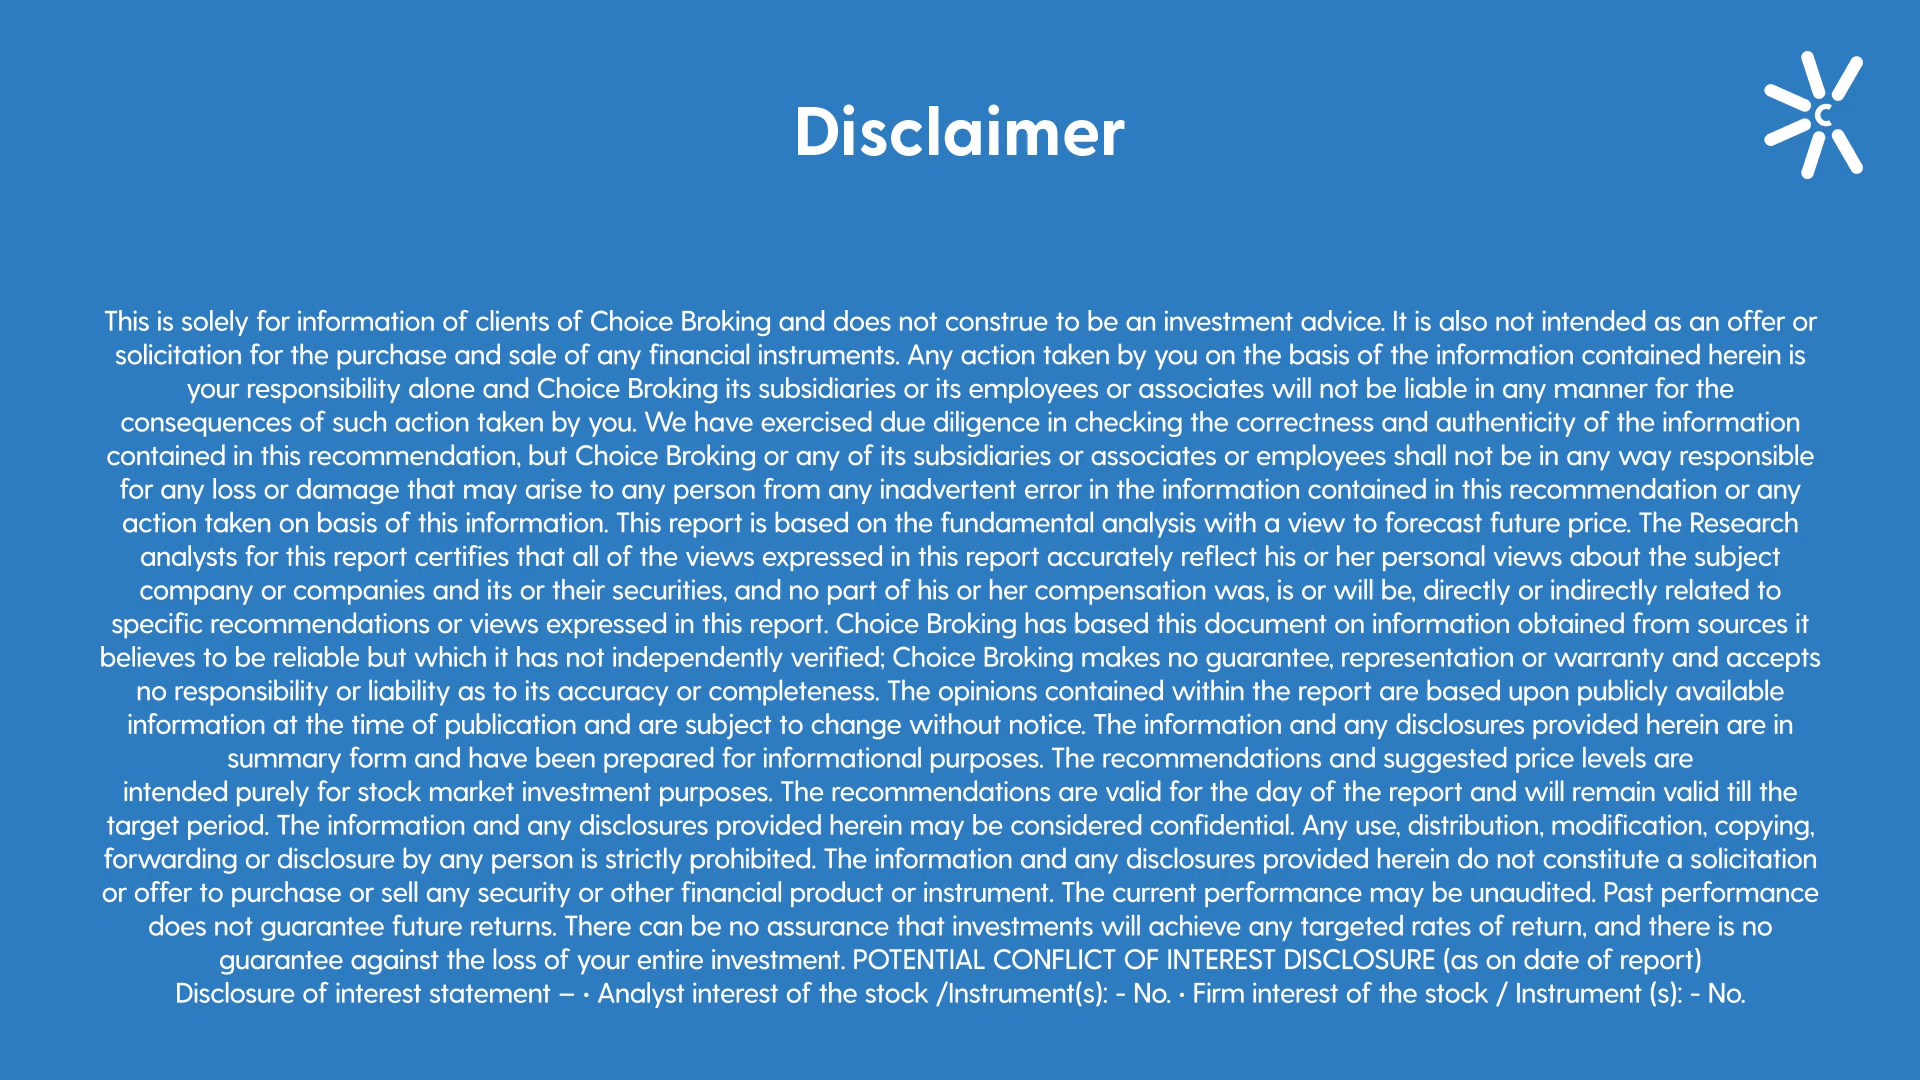 Disclaimer
C
This is solely for information of clients of Choice Broking and does not construe to be an investment advice. It is also not intended as an offer or
solicitation for the purchase and sale of any financial instruments. Any action taken by you on the basis of the information contained herein is
your responsibility alone and Choice Broking its subsidiaries or its employees or associates will not be liable in any manner for the
consequences of such action taken by you. We have exercised due diligence in checking the correctness and authenticity of the information
contained in this recommendation, but Choice Broking or any of its subsidiaries or associates or employees shall not be in any way responsible
for any loss or damage that may arise to any person from any inadvertent error in the information contained in this recommendation or any
action taken on basis of this information. This report is based on the fundamental analysis with a view to forecast future price. The Research
analysts for this report certifies that all of the views expressed in this report accurately reflect his or her personal views about the subject
company or companies and its or their securities, and no part of his or her compensation was, is or will be, directly or indirectly related to
specific recommendations or views expressed in this report. Choice Broking has based this document on information obtained from sources it
believes to be reliable but which it has not independently verified; Choice Broking makes no guarantee, representation or warranty and accepts
no responsibility or liability as to its accuracy or completeness. The opinions contained within the report are based upon publicly available
information at the time of publication and are subject to change without notice. The information and any disclosures provided herein are in
summary form and have been prepared for informational purposes. The recommendations and suggested price levels are
intended purely for stock market investment purposes. The recommendations are valid for the day of the report and will remain valid till the
target period. The information and any disclosures provided herein may be considered confidential. Any use, distribution, modification, copying,
forwarding or disclosure by any person is strictly prohibited. The information and any disclosures provided herein do not constitute a solicitation
or offer to purchase or sell any security or other financial product or instrument. The current performance may be unaudited. Past performance
does not guarantee future returns. There can be no assurance that investments will achieve any targeted rates of return, and there is no
guarantee against the loss of your entire investment. POTENTIAL CONFLICT OF INTEREST DISCLOSURE (as on date of report)
Disclosure of interest statement – • Analyst interest of the stock /Instrument(s): - No. • Firm interest of the stock / Instrument (s): - No.